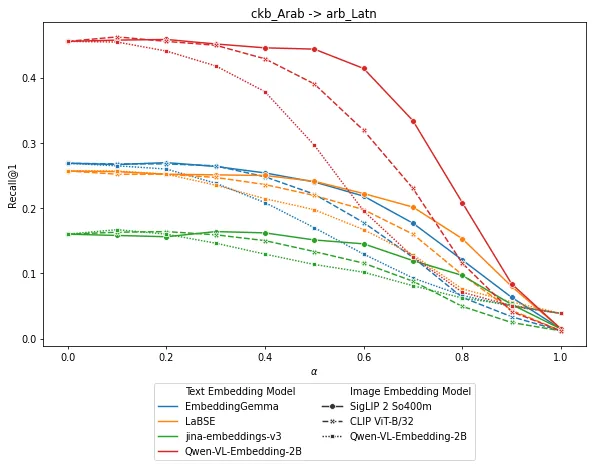 ckb_Arab -> arb_Latn
Recall@1
0.4
0.3
0.2
0.1
0.0
0.0 0.2 0.4 0.6 0.8 1.0
α
Text Embedding Model Image Embedding Model
EmbeddingGemma SigLIP 2 So400m
LaBSE CLIP ViT-B/32
jina-embeddings-v3 Qwen-VL-Embedding-2B
Qwen-VL-Embedding-2B